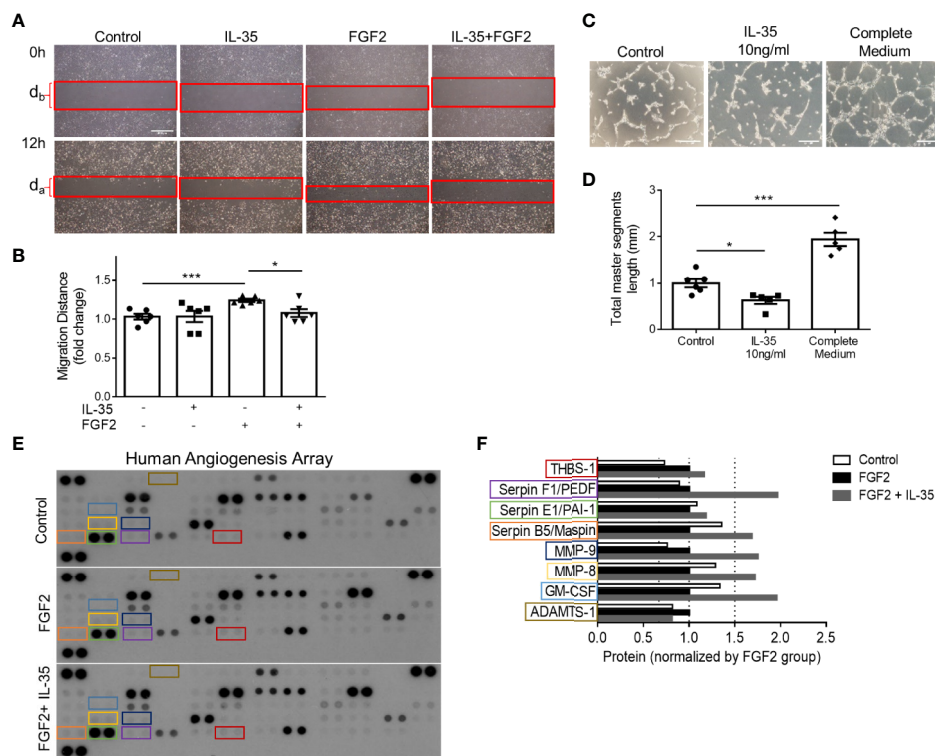 A
Control IL-35 FGF2 IL-35+FGF2
0h
db
12h
da
B
Migration Distance
(fold change)
1.5
1.0
0.5
0.0
***
*
IL-35 - + - +
FGF2 - - + +
C
Control
IL-35
10ng/ml
Complete
Medium
D
Total master segments
length (mm)
3
2
1
0
***
*
Control
IL-35
10ng/ml
Complete
Medium
E
Human Angiogenesis Array
Control
FGF2
FGF2+ IL-35
F
THBS-1
Serpin F1/PEDF
Serpin E1/PAI-1
Serpin B5/Maspin
MMP-9
MMP-8
GM-CSF
ADAMTS-1
0.0 0.5 1.0 1.5 2.0 2.5
Protein (normalized by FGF2 group)
Control
FGF2
FGF2 + IL-35